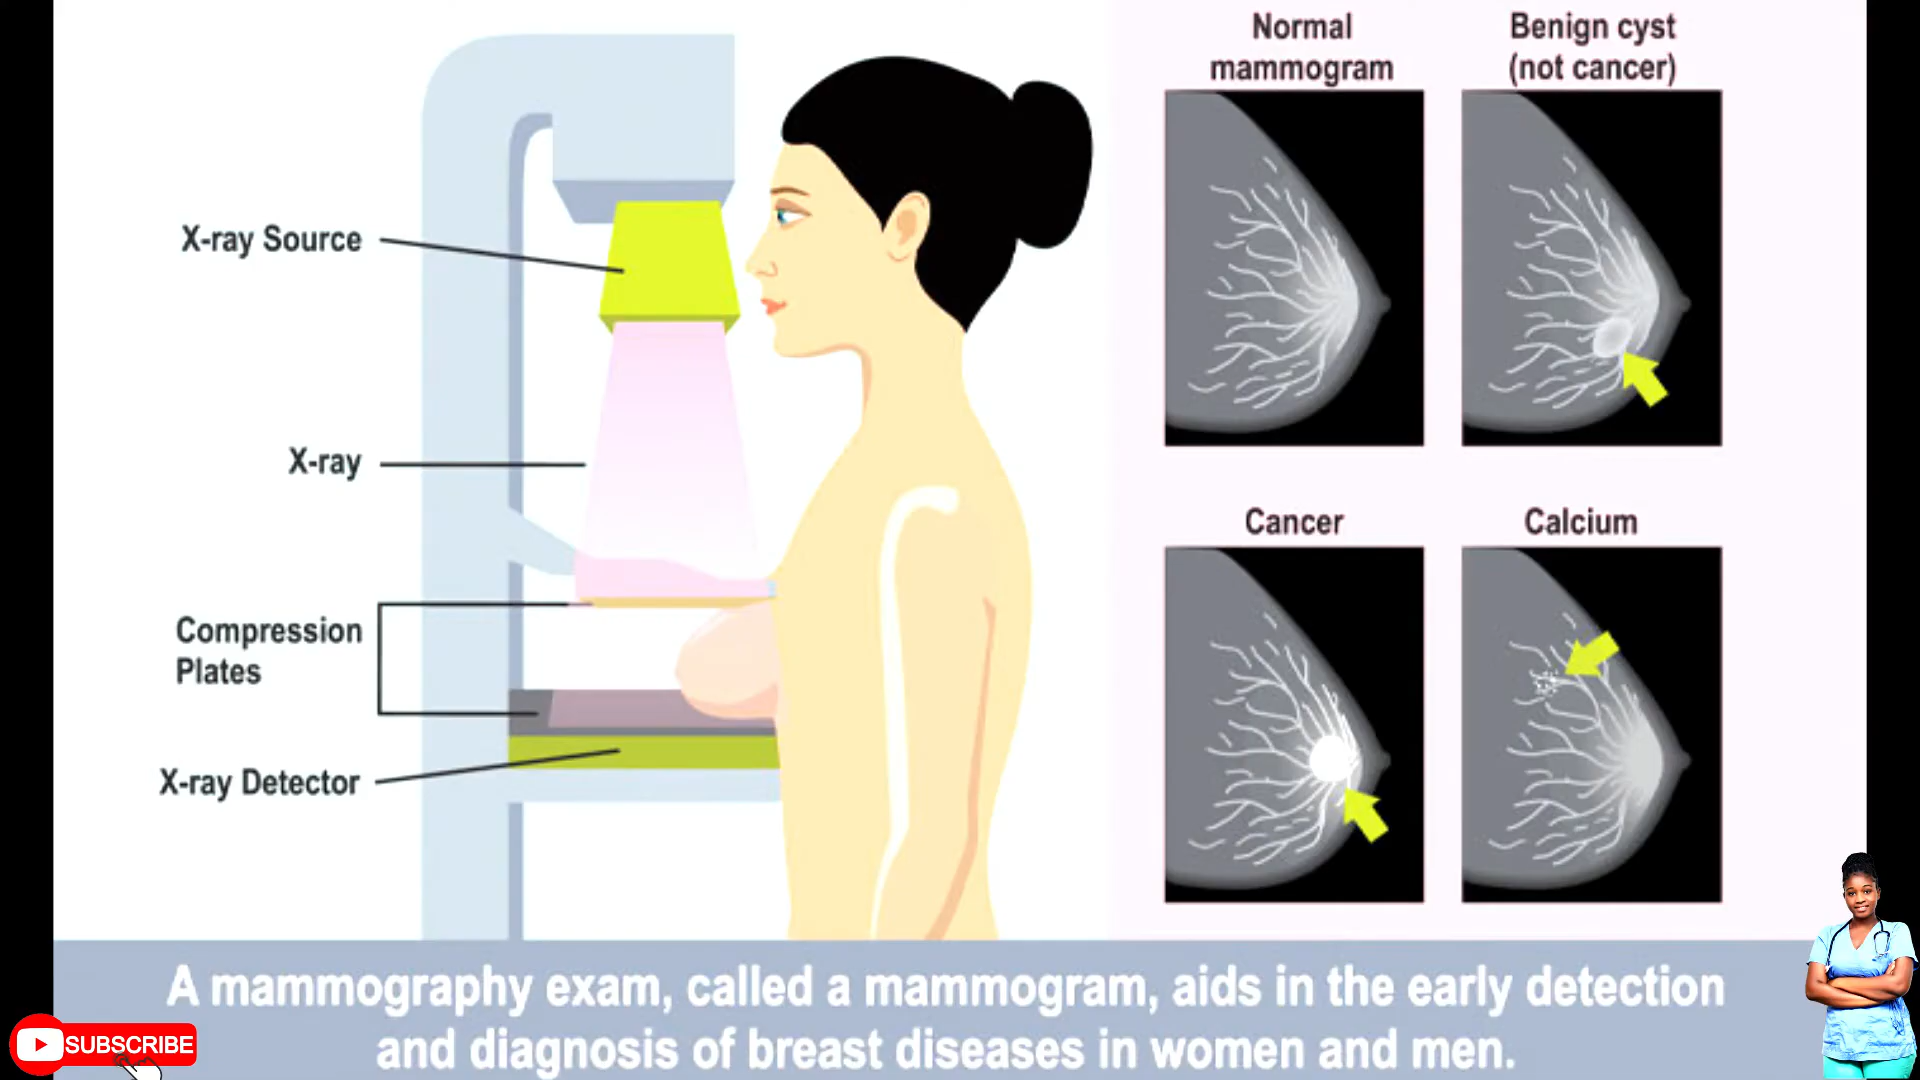 Normal
mammogram
Benign cyst
(not cancer)
X-ray Source
X-ray
Compression
Plates
X-ray Detector
Cancer
Calcium
A mammography exam, called a mammogram, aids in the early detection
and diagnosis of breast diseases in women and men.
SUBSCRIBE